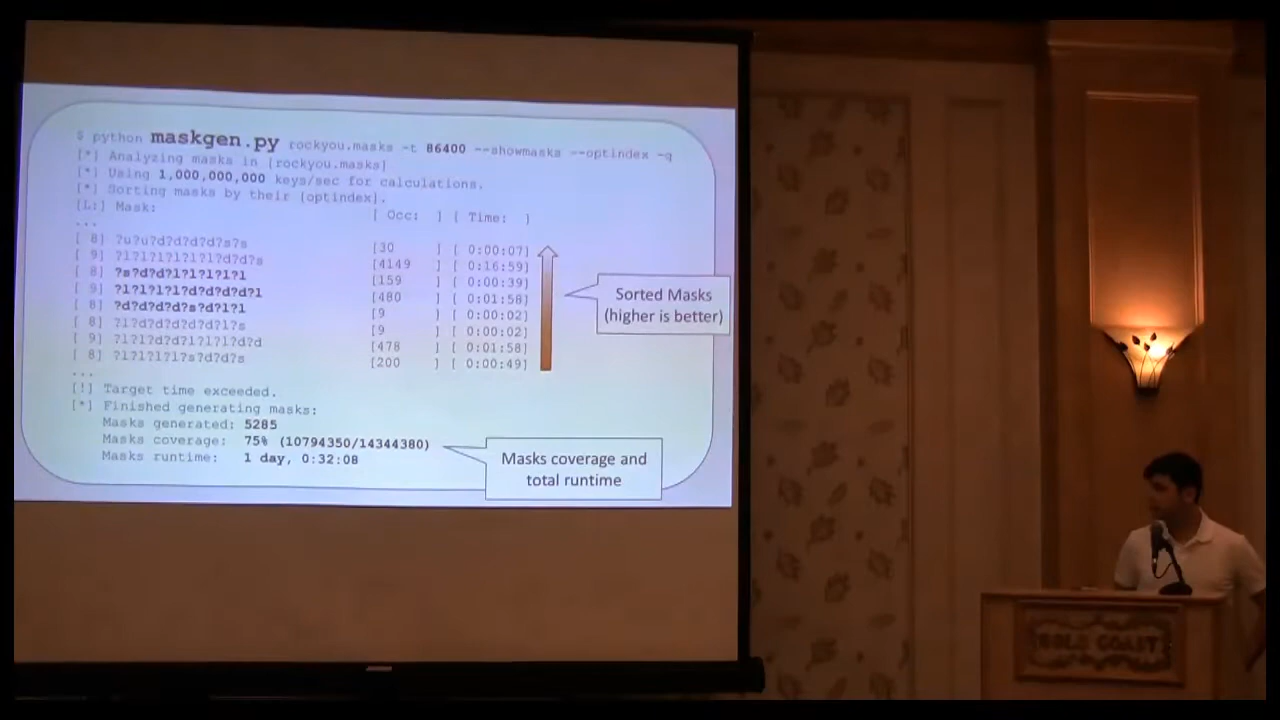 $ python maskgen.py rockyou.masks -t 86400 --showmasks --optindex -q
[*] Analyzing masks in [rockyou.masks]
[*] Using 1,000,000,000 keys/sec for calculations.
[*] Sorting masks by their [optindex].
[L:] Mask: [ Occ: ] [ Time: ]
...
[ 8] ?u?u?d?d?d?d?s?s [30 ] [ 0:00:07]
[ 9] ?l?l?l?l?l?l?d?d?s [4149 ] [ 0:16:59]
[ 8] ?s?d?d?l?l?l?l?l [159 ] [ 0:00:39]
[ 9] ?l?l?l?l?d?d?d?d?l [480 ] [ 0:01:58]
[ 8] ?d?d?d?d?s?d?l?l [9 ] [ 0:00:02]
[ 8] ?l?d?d?d?d?d?l?s [9 ] [ 0:00:02]
[ 9] ?l?l?d?d?l?l?l?d?d [478 ] [ 0:01:58]
[ 8] ?l?l?l?l?s?d?d?s [200 ] [ 0:00:49]
...
Sorted Masks
(higher is better)
[!] Target time exceeded.
[*] Finished generating masks:
Masks generated: 5285
Masks coverage: 75% (10794350/14344380)
Masks runtime: 1 day, 0:32:08
Masks coverage and
total runtime
GOLD COAST